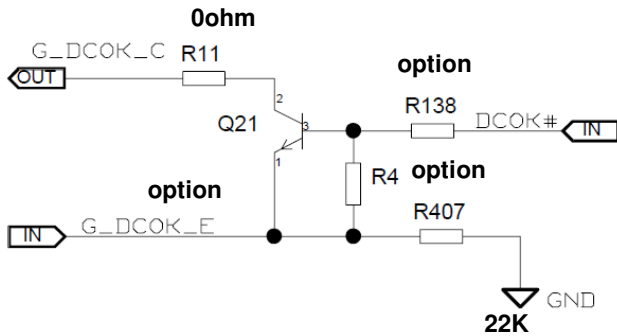 0ohm
G_DCOK_C
R11
OUT
option
2
R138
DCOK#
Q21
3
IN
1
R4
option
option
R407
IN
G_DCOK_E
GND
22K